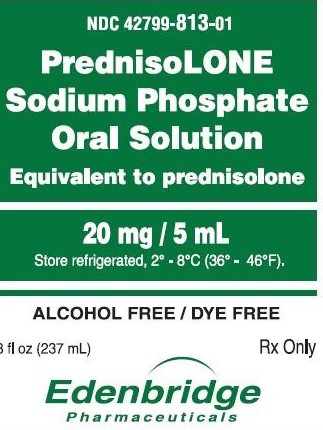 NDC 42799-813-01
PrednisoLONE
Sodium Phosphate
Oral Solution
Equivalent to prednisolone
20 mg / 5 mL
Store refrigerated, 2° - 8°C (36° - 46°F).
ALCOHOL FREE / DYE FREE
8 fl oz (237 mL) Rx Only
Edenbridge
Pharmaceuticals